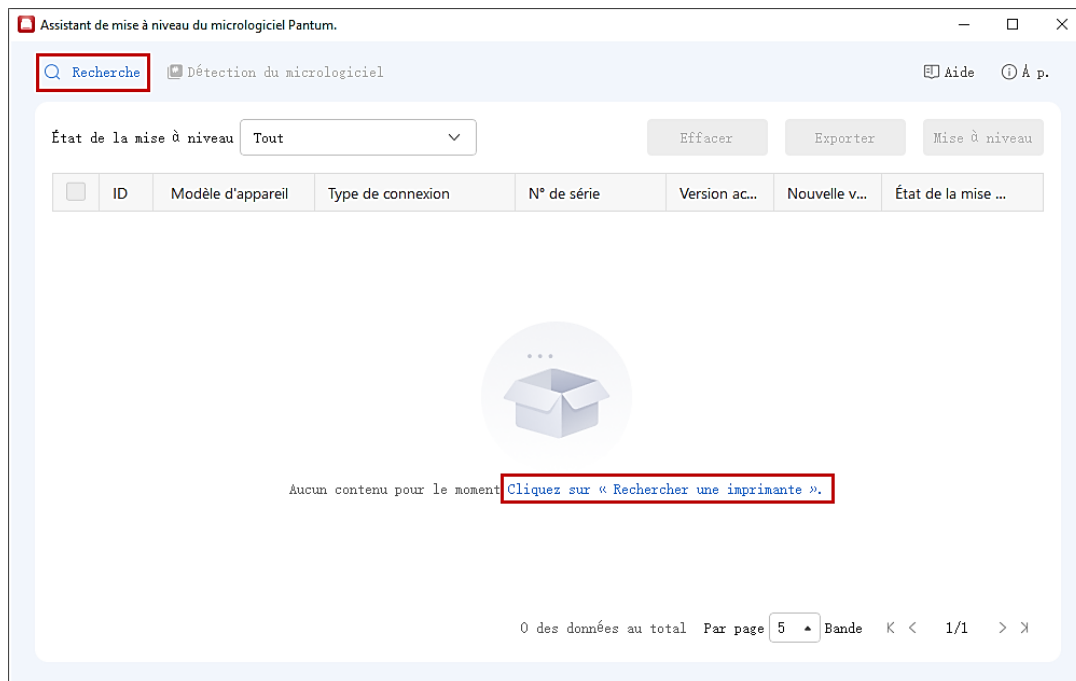 Assistant de mise à niveau du micrologiciel Pantum.
Recherche Détection du micrologiciel Aide À p.
État de la mise à niveau Tout Effacer Exporter Mise à niveau
ID Modèle d'appareil Type de connexion N° de série Version ac... Nouvelle v... État de la mise ...
Aucun contenu pour le moment Cliquez sur « Rechercher une imprimante ».
0 des données au total Par page 5 Bande 1/1